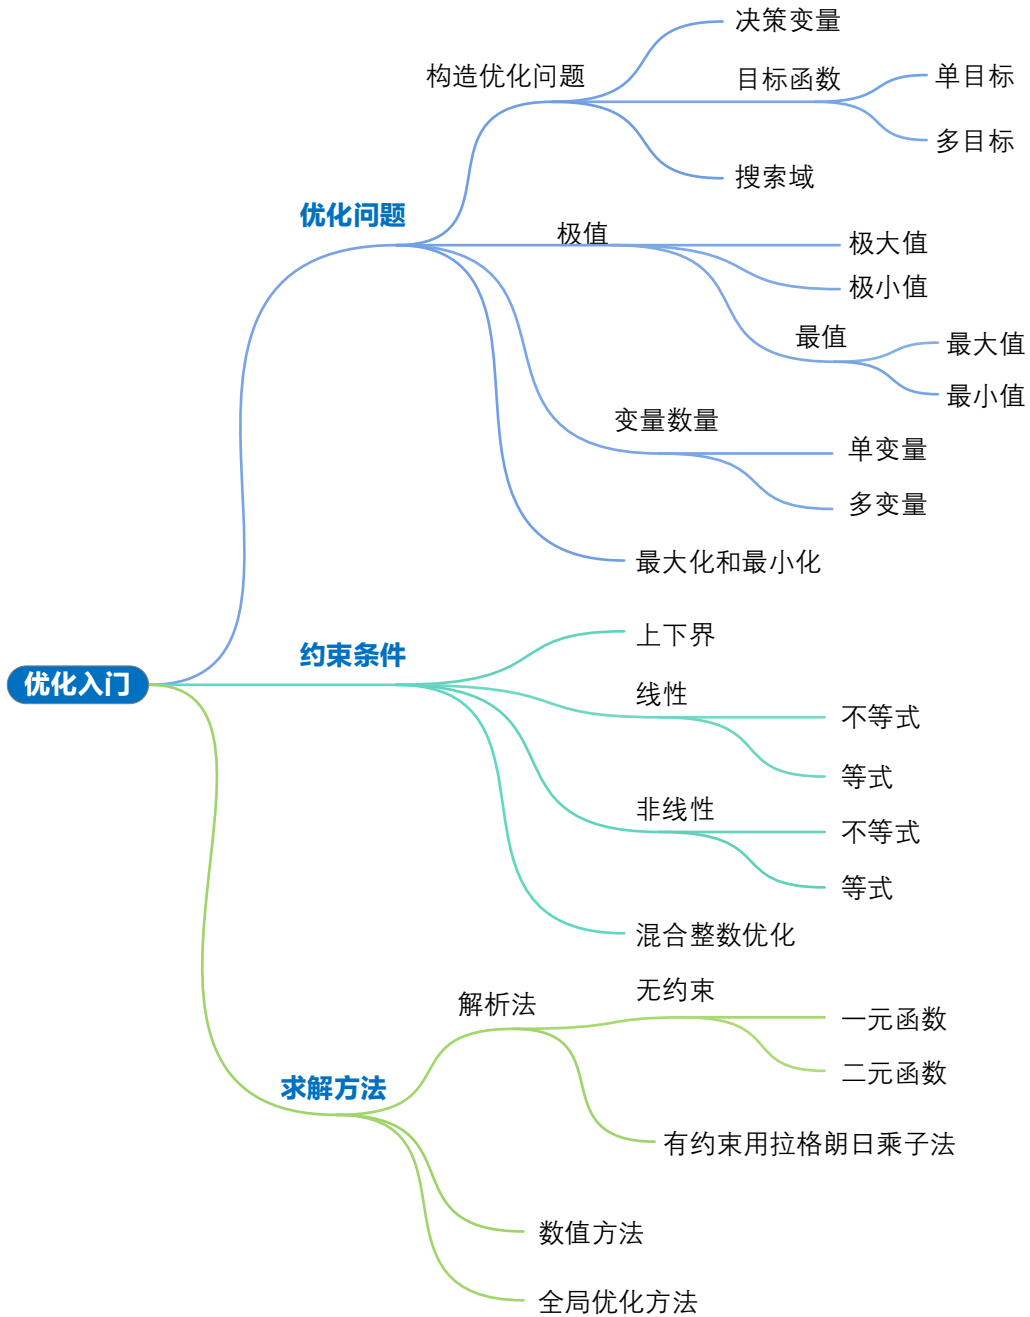 优化入门
优化问题
构造优化问题
决策变量
目标函数
单目标
多目标
搜索域
极值
极大值
极小值
最值
最大值
最小值
变量数量
单变量
多变量
最大化和最小化
约束条件
上下界
线性
不等式
等式
非线性
不等式
等式
混合整数优化
求解方法
解析法
无约束
一元函数
二元函数
有约束用拉格朗日乘子法
数值方法
全局优化方法